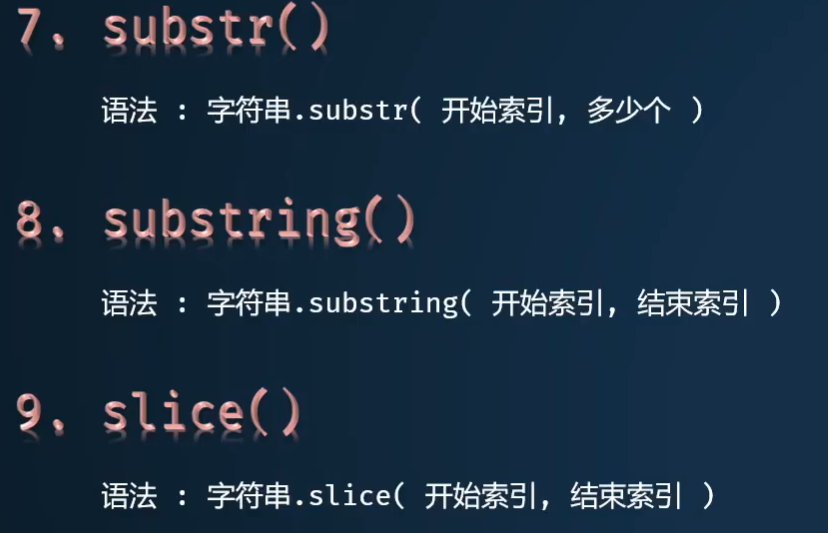 7. substr()
语法 : 字符串.substr( 开始索引, 多少个 )
8. substring()
语法 : 字符串.substring( 开始索引, 结束索引 )
9. slice()
语法 : 字符串.slice( 开始索引, 结束索引 )